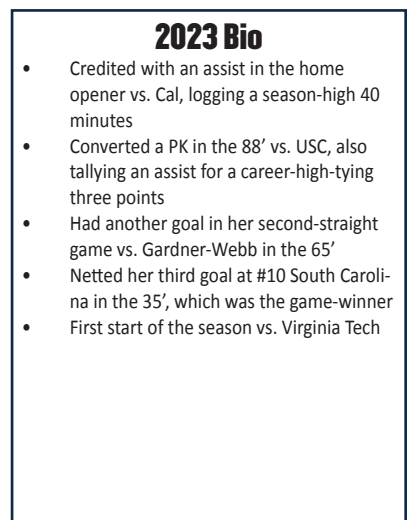 2023 Bio
• Credited with an assist in the home
opener vs. Cal, logging a season-high 40
minutes
• Converted a PK in the 88’ vs. USC, also
tallying an assist for a career-high-tying
three points
• Had another goal in her second-straight
game vs. Gardner-Webb in the 65’
• Netted her third goal at #10 South Caroli-
na in the 35’, which was the game-winner
• First start of the season vs. Virginia Tech